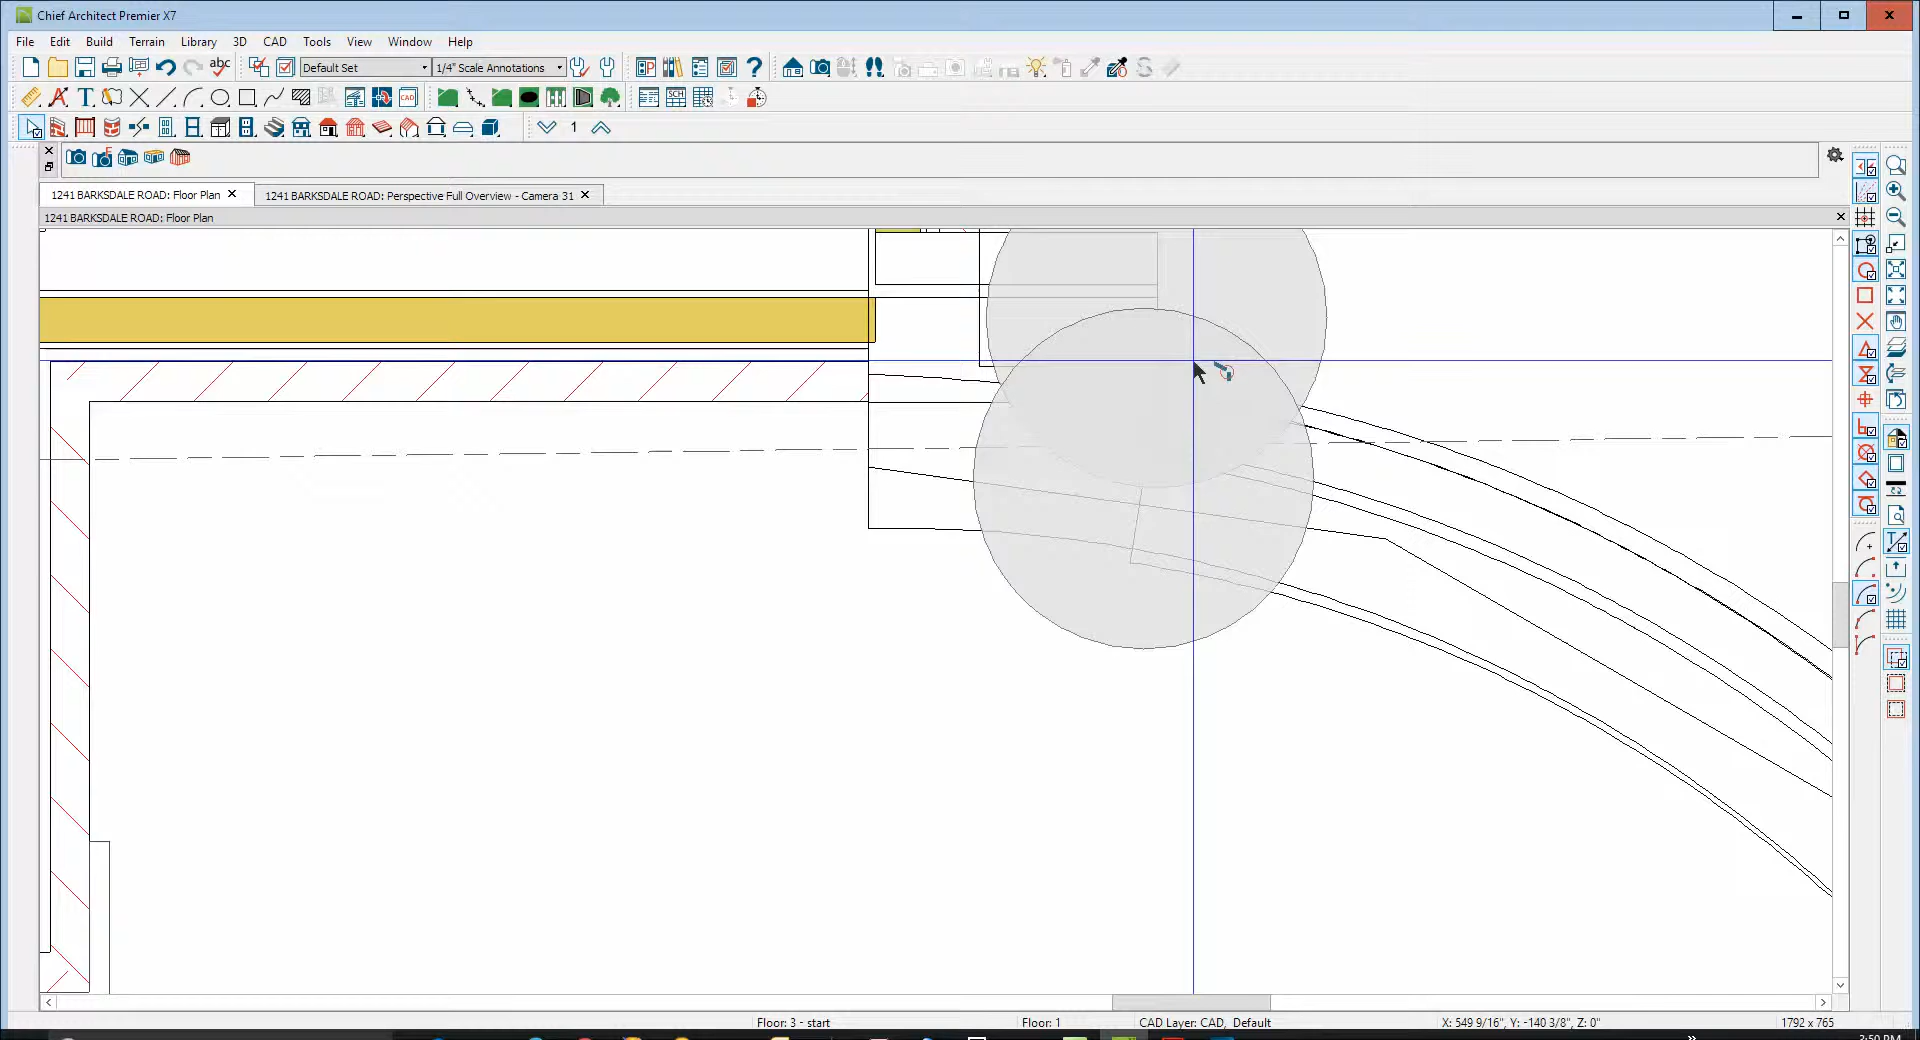 Chief Architect Premier X7
File Edit Build Terrain Library 3D CAD Tools View Window Help
Default Set 1/4" Scale Annotations
CAD SCH
1
1241 BARKSDALE ROAD: Floor Plan 1241 BARKSDALE ROAD: Perspective Full Overview - Camera 31
1241 BARKSDALE ROAD: Floor Plan
Floor: 3 - start Floor: 1 CAD Layer: CAD, Default X: 549 9/16", Y: -140 3/8", Z: 0" 1792 x 765